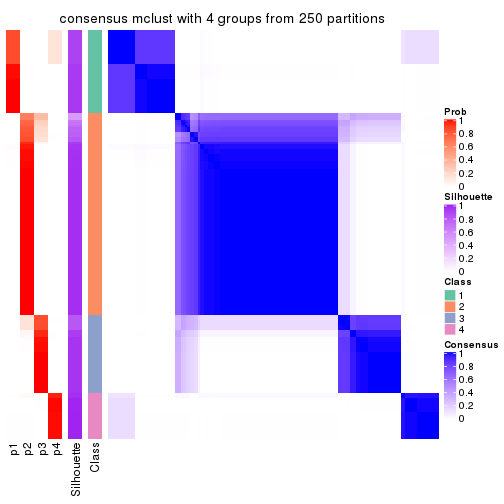 consensus mclust with 4 groups from 250 partitions
Prob
1
0.8
0.6
0.4
0.2
0
Silhouette
1
0.8
0.6
0.4
0.2
0
Class
1
2
3
4
Consensus
1
0.8
0.6
0.4
0.2
0
p1
p2
p3
p4
Silhouette
Class